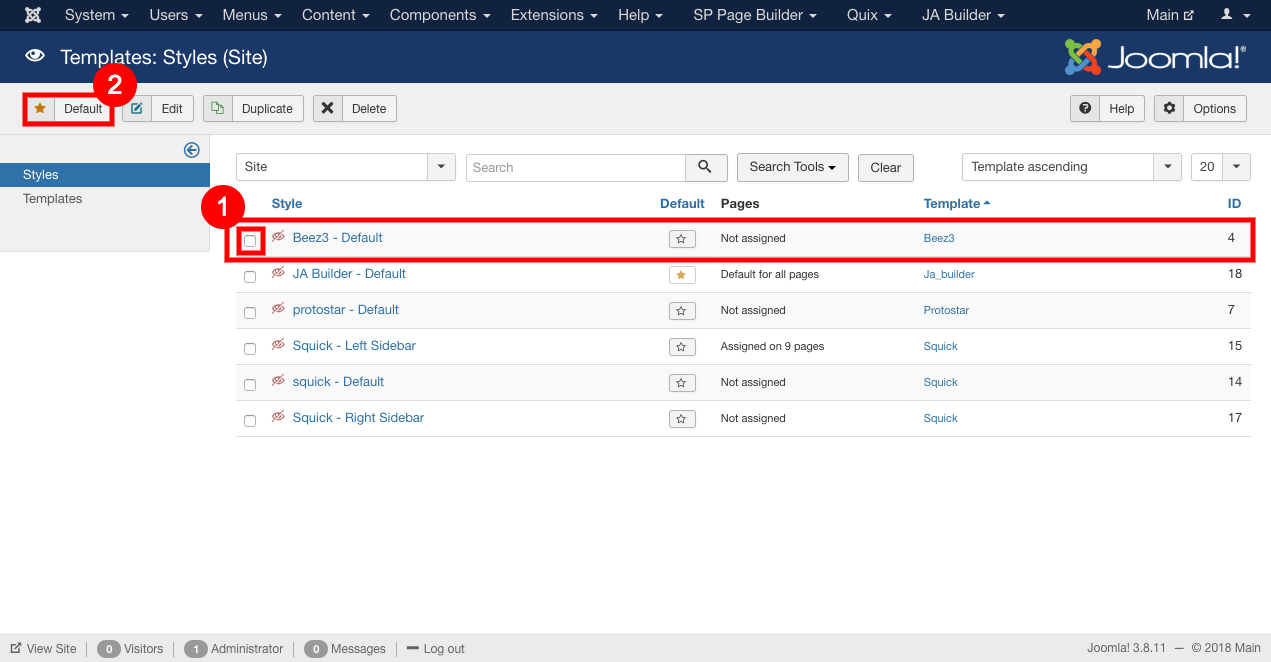 System Users Menus Content Components Extensions Help SP Page Builder Quix JA Builder Main
Templates: Styles (Site) Joomla!®
2
Default Edit Duplicate Delete Help Options
Site Search Search Tools Clear Template ascending 20
Styles
Templates
1
Style Default Pages Template ID
Beez3 - Default Not assigned Beez3 4
JA Builder - Default Default for all pages Ja_builder 18
protostar - Default Not assigned Protostar 7
Squick - Left Sidebar Assigned on 9 pages Squick 15
squick - Default Not assigned Squick 14
Squick - Right Sidebar Not assigned Squick 17
View Site 0 Visitors 1 Administrator 0 Messages Log out Joomla! 3.8.11 — © 2018 Main